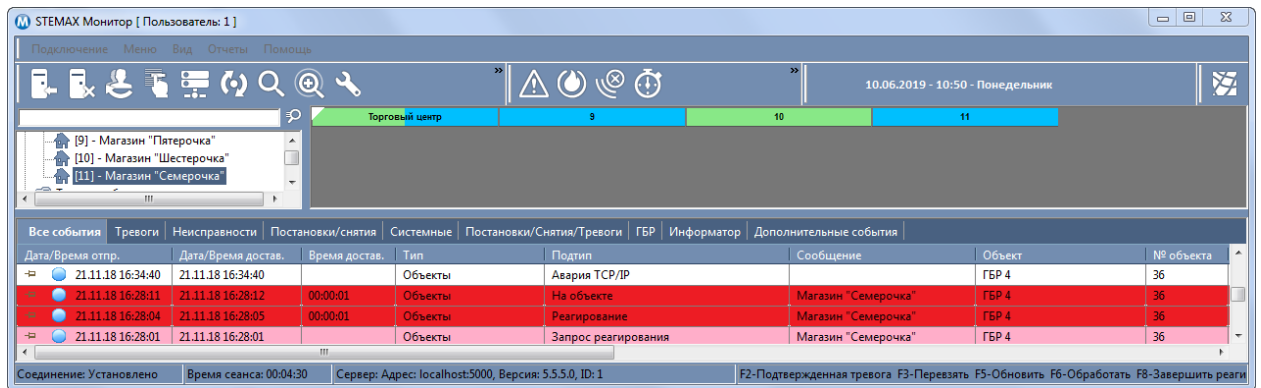 STEMAX Монитор [ Пользователь: 1 ]
Подключение Меню Вид Отчеты Помощь
10.06.2019 - 10:50 - Понедельник
Торговый центр 9 10 11
[9] - Магазин "Пятерочка"
[10] - Магазин "Шестерочка"
[11] - Магазин "Семерочка"
Все события Тревоги Неисправности Постановки/снятия Системные Постановки/Снятия/Тревоги ГБР Информатор Дополнительные события
Дата/Время отпр. Дата/Время достав. Время достав. Тип Подтип Сообщение Объект № объекта
21.11.18 16:34:40 21.11.18 16:34:40 Объекты Авария TCP/IP ГБР 4 36
21.11.18 16:28:11 21.11.18 16:28:12 00:00:01 Объекты На объекте Магазин "Семерочка" ГБР 4 36
21.11.18 16:28:04 21.11.18 16:28:05 00:00:01 Объекты Реагирование Магазин "Семерочка" ГБР 4 36
21.11.18 16:28:01 21.11.18 16:28:01 Объекты Запрос реагирования Магазин "Семерочка" ГБР 4 36
Соединение: Установлено Время сеанса: 00:04:30 Сервер: Адрес: localhost:5000, Версия: 5.5.5.0, ID: 1 F2-Подтвержденная тревога F3-Перевзять F5-Обновить F6-Обработать F8-Завершить реаги